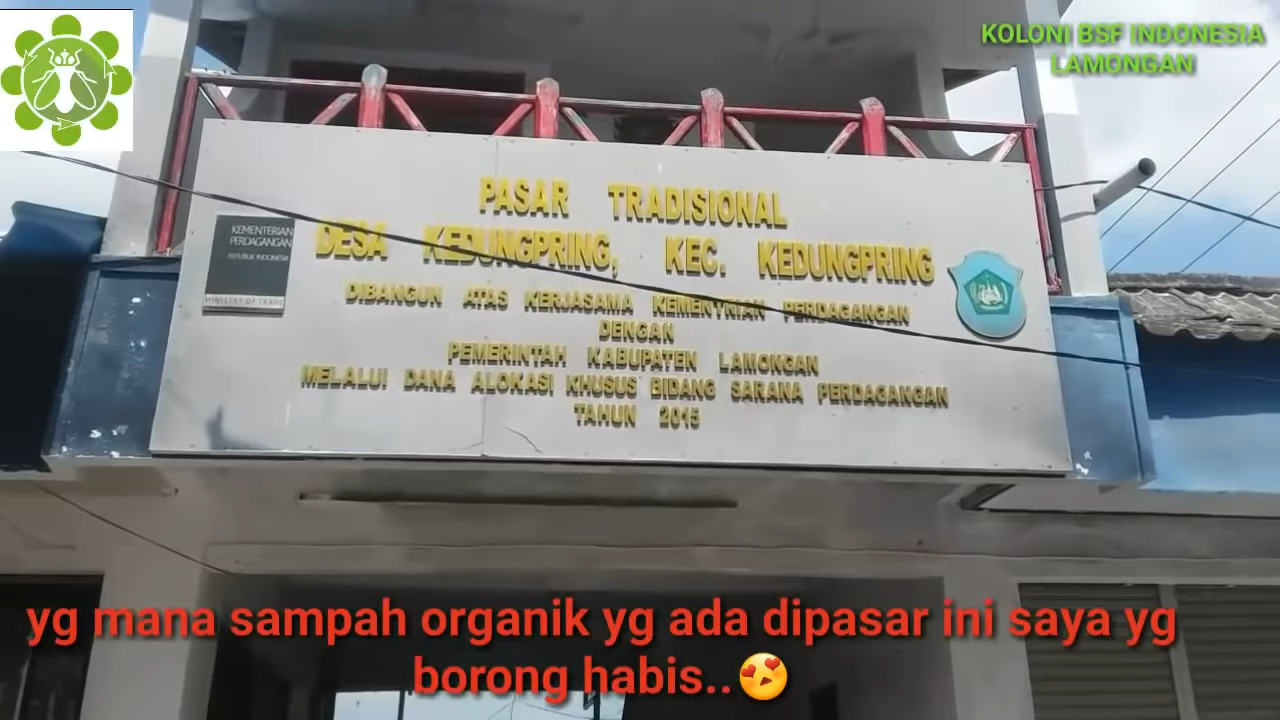 KOLONI BSF INDONESIA
LAMONGAN
PASAR TRADISIONAL
DESA KEDUNGPRING, KEC. KEDUNGPRING
KEMENTERIAN
PERDAGANGAN
REPUBLIK INDONESIA
MINISTRY OF TRADE
DIBANGUN ATAS KERJASAMA KEMENTRIAN PERDAGANGAN
DENGAN
PEMERINTAH KABUPATEN LAMONGAN
MELALUI DANA ALOKASI KHUSUS BIDANG SARANA PERDAGANGAN
TAHUN 2015
yg mana sampah organik yg ada dipasar ini saya yg
borong habis..😍